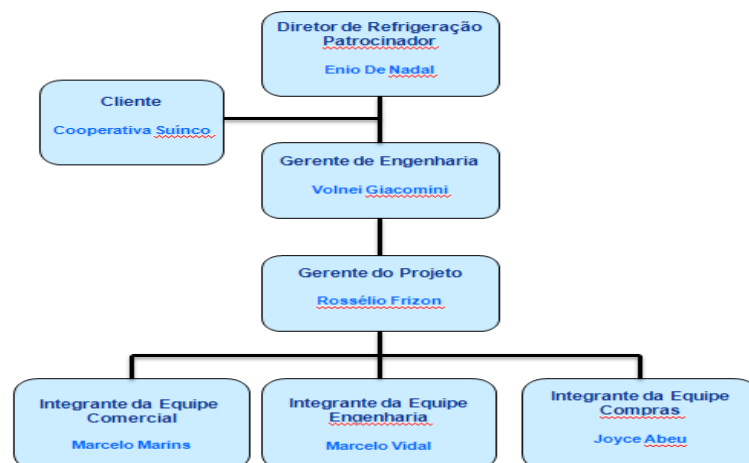 Diretor de Refrigeração
Patrocinador
Enio De Nadal
Cliente
Cooperativa Suínco
Gerente de Engenharia
Volnei Giacomini
Gerente do Projeto
Rossélio Frizon
Integrante da Equipe
Comercial
Marcelo Marins
Integrante da Equipe
Engenharia
Marcelo Vidal
Integrante da Equipe
Compras
Joyce Abeu